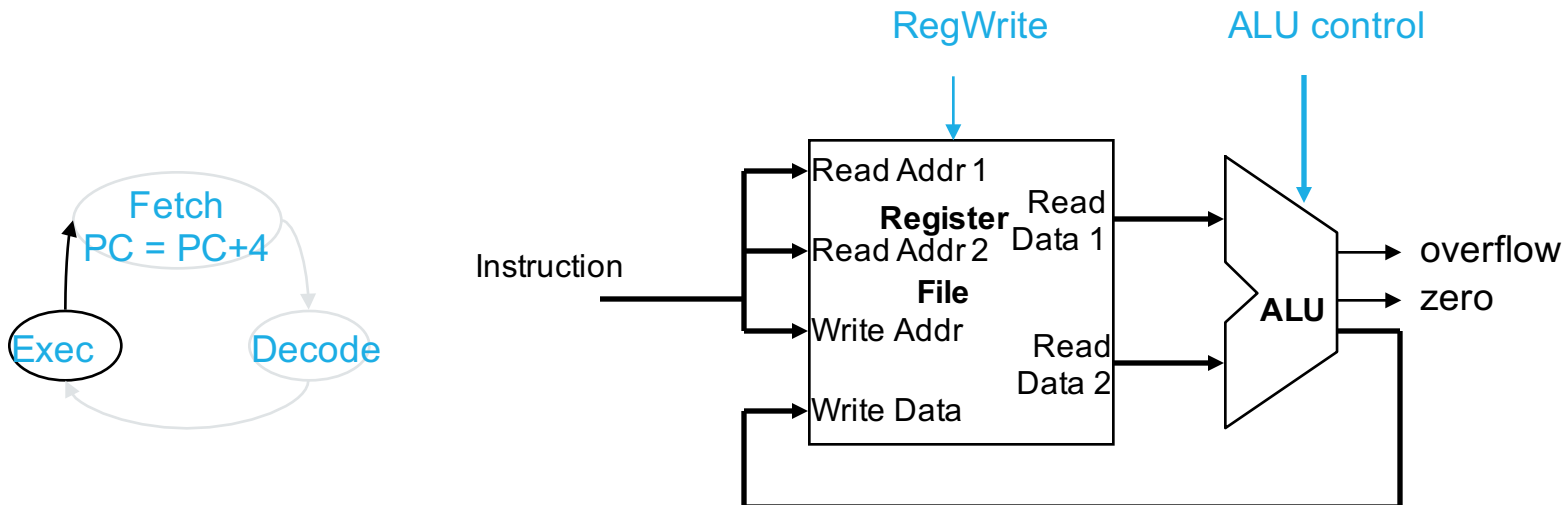 RegWrite
ALU control
Fetch
PC = PC+4
Exec
Decode
Instruction
Read Addr 1
Register
Read Addr 2
File
Write Addr
Write Data
Read
Data 1
Read
Data 2
ALU
overflow
zero